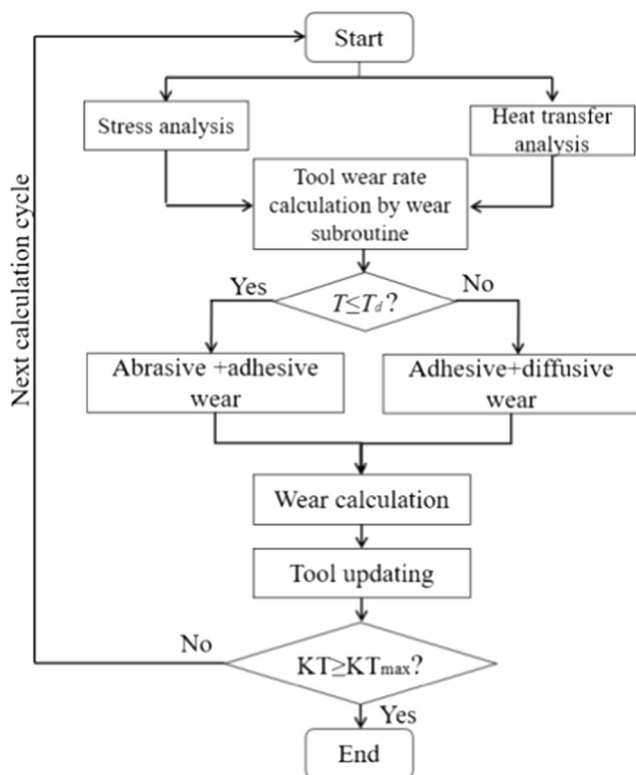 Start
Stress analysis
Heat transfer
analysis
Tool wear rate
calculation by wear
subroutine
Yes
T≤Td?
No
Abrasive +adhesive
wear
Adhesive+diffusive
wear
Wear calculation
Tool updating
No
KT≥KTmax?
Yes
End
Next calculation cycle